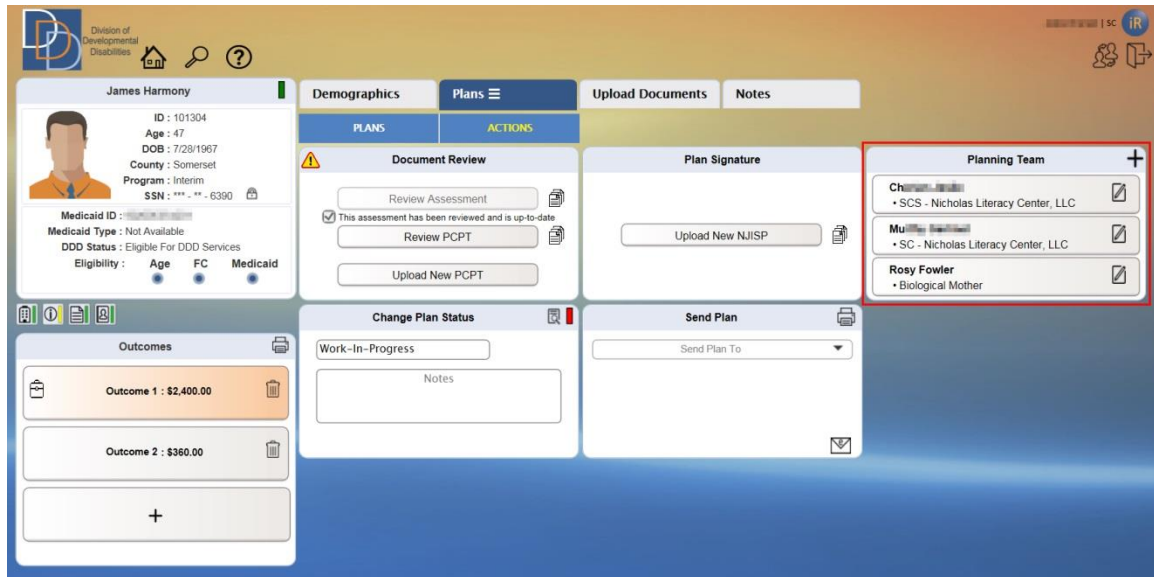 Division of
Developmental
Disabilities
| SC
iR
James Harmony
ID : 101304
Age : 47
DOB : 7/28/1967
County : Somerset
Program : Interim
SSN : *** - ** - 6390
Medicaid ID :
Medicaid Type : Not Available
DDD Status : Eligible For DDD Services
Eligibility : Age FC Medicaid
Outcomes
Outcome 1 : $2,400.00
Outcome 2 : $360.00
+
Demographics
Plans
Upload Documents
Notes
PLANS
ACTIONS
Document Review
Review Assessment
This assessment has been reviewed and is up-to-date
Review PCPT
Upload New PCPT
Plan Signature
Upload New NJISP
Planning Team +
Ch
• SCS - Nicholas Literacy Center, LLC
Mu
• SC - Nicholas Literacy Center, LLC
Rosy Fowler
• Biological Mother
Change Plan Status
Work-In-Progress
Notes
Send Plan
Send Plan To